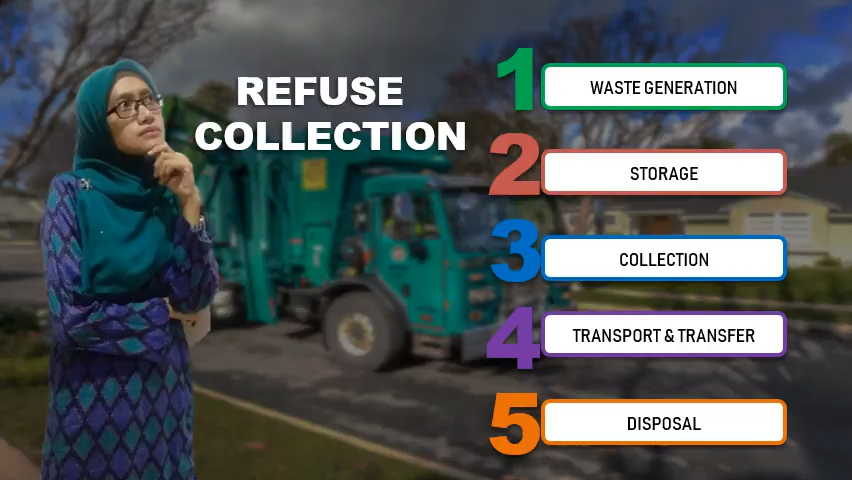 REFUSE
COLLECTION
1 WASTE GENERATION
2 STORAGE
3 COLLECTION
4 TRANSPORT & TRANSFER
5 DISPOSAL